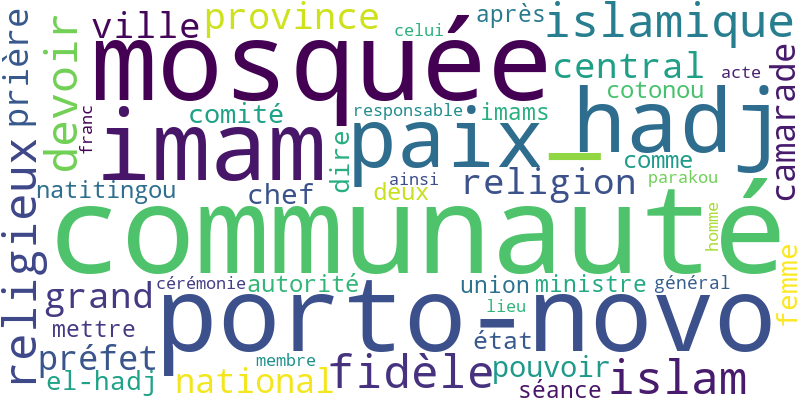 prière
religieux
devoir
ville
province
celui
après
islamique
mosquée
central
cotonou
acte
camarade
franc
comité
responsable
imams
imam
dire
paix
_
hadj
comme
natitingou
chef
ainsi
deux
religion
parakou
communauté
homme
femme
cérémonie
autorité
union
ministre
général
grand
porto-novo
lieu
mettre
état
préfet
membre
fidèle
pouvoir
el-hadj
national
séance
islam